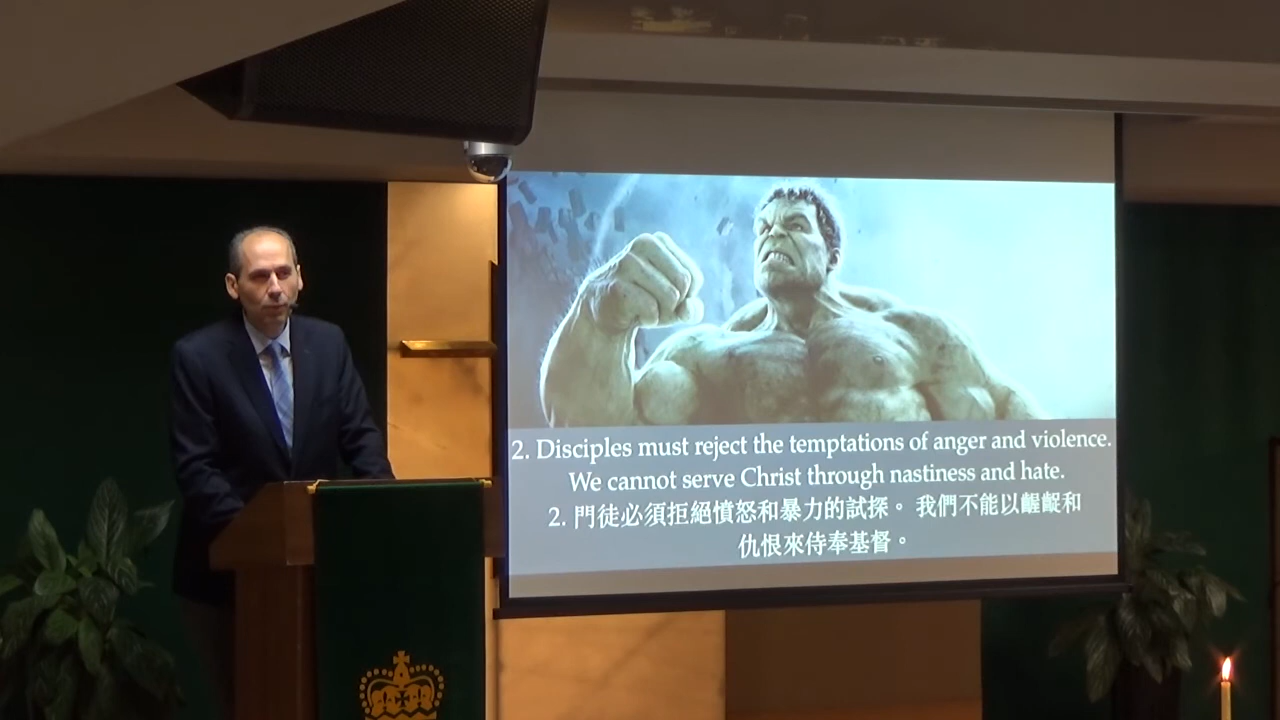 2. Disciples must reject the temptations of anger and violence.
We cannot serve Christ through nastiness and hate.
2. 門徒必須拒絕憤怒和暴力的試探。 我們不能以齷齪和
仇恨來侍奉基督。